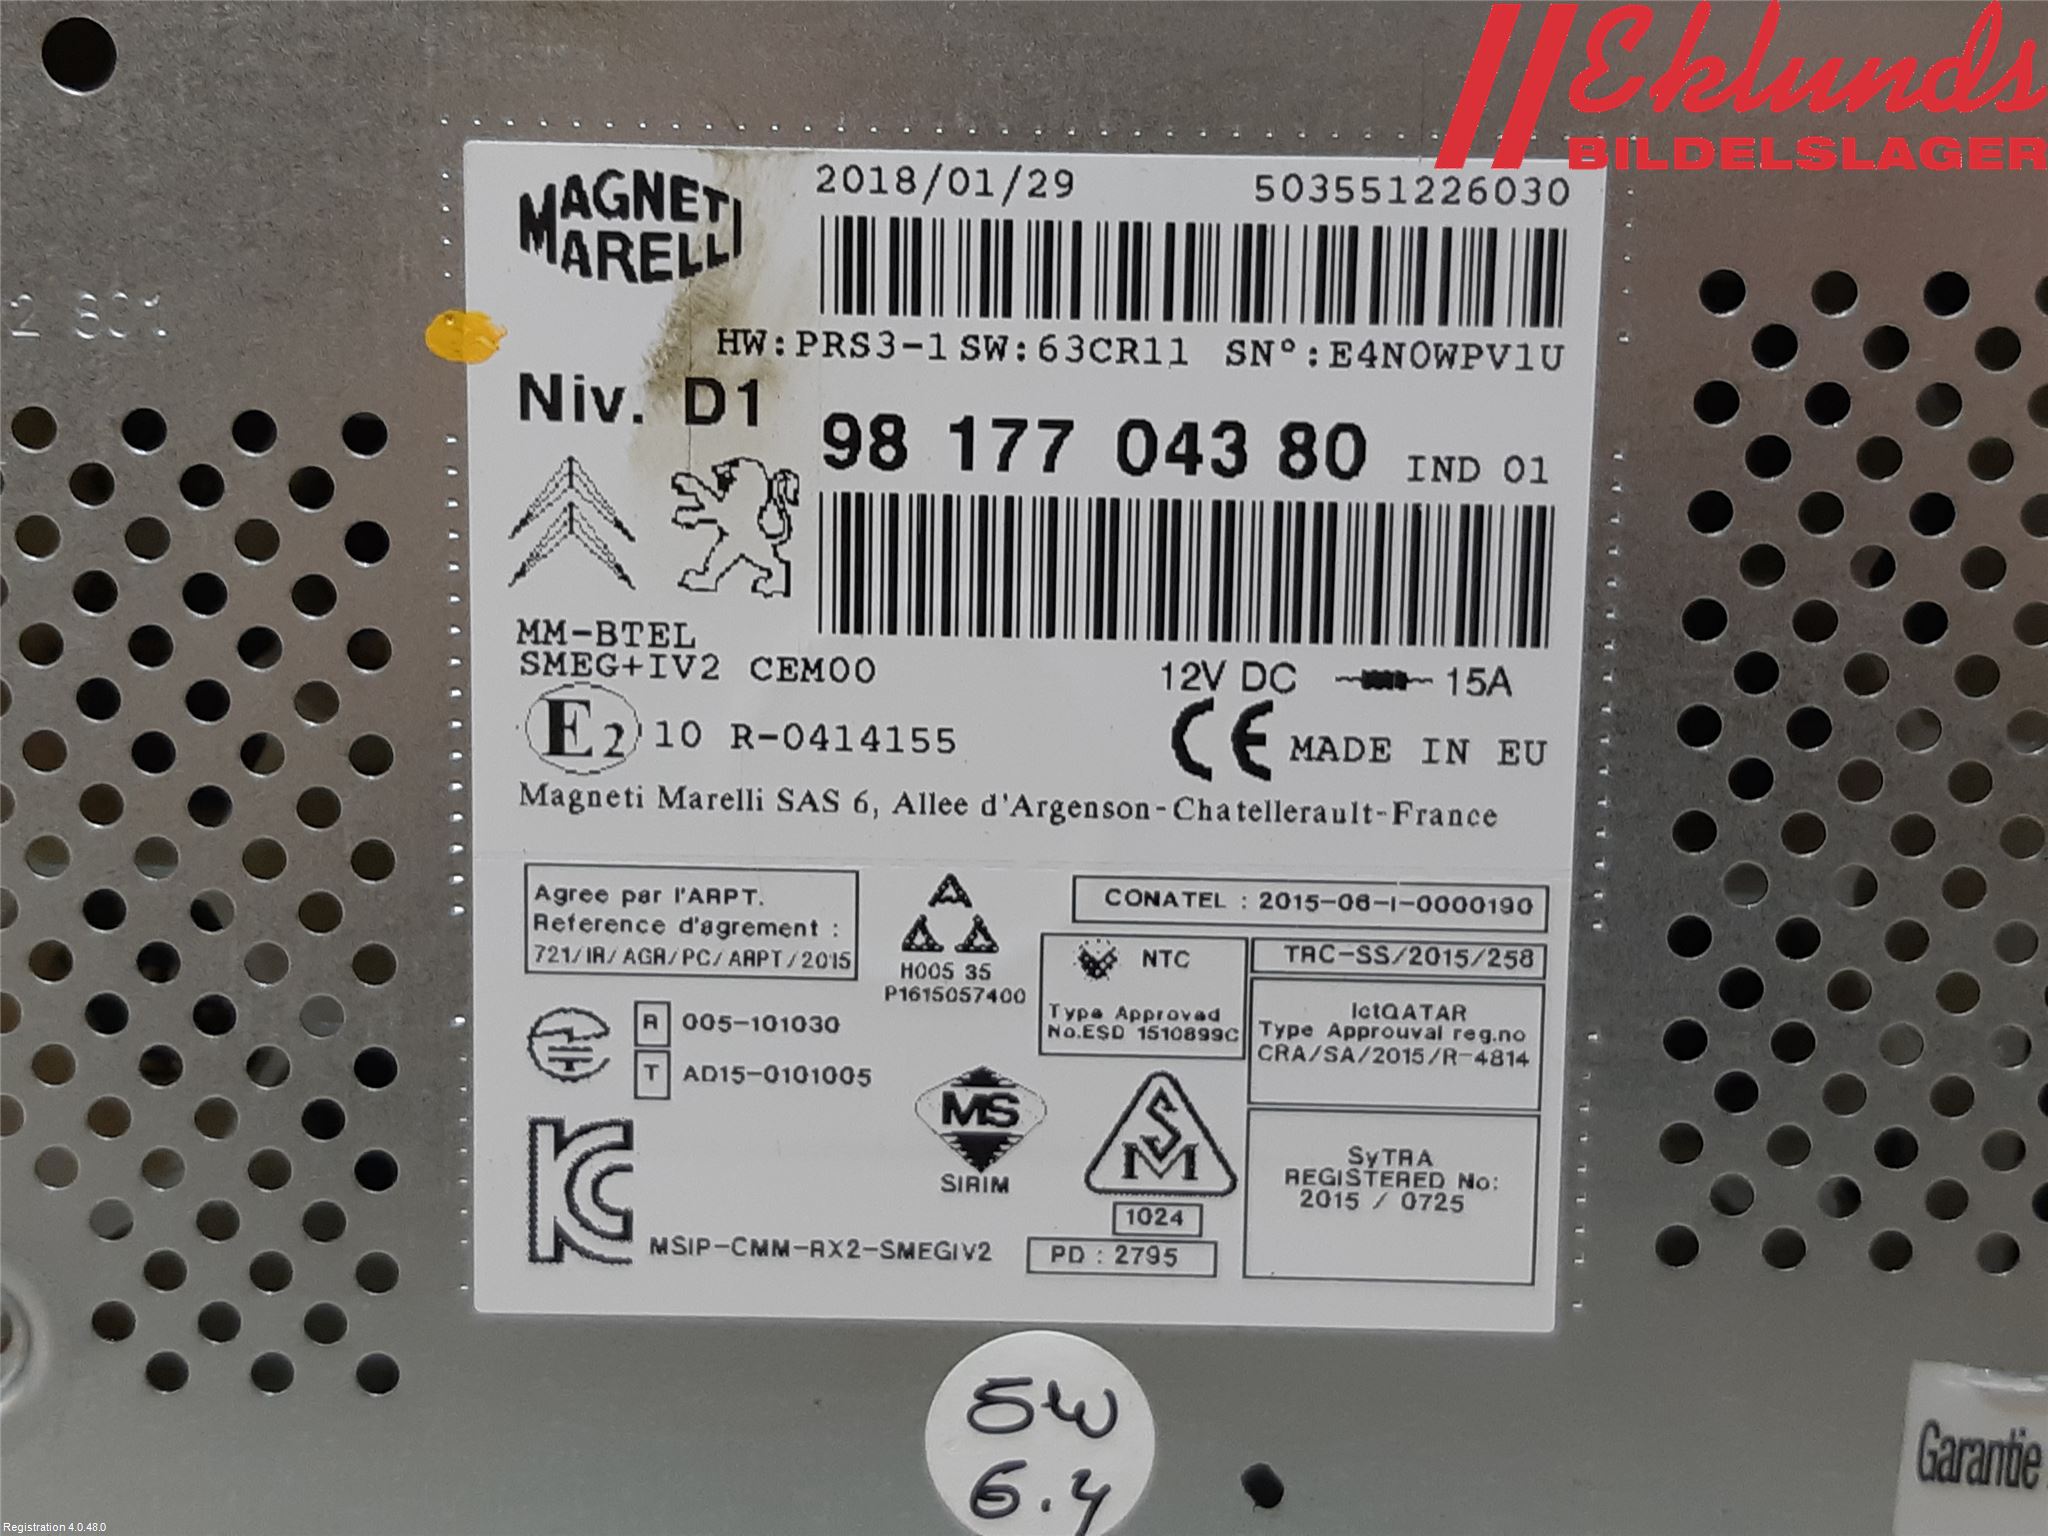 Eklunds
BILDELSLAGER
MAGNETI
MARELLI
2018/01/29
503551226030
HW:PRS3-1 SW:63CR11 SN°:E4N0WPV1U
Niv. D1
98 177 043 80 IND 01
MM-BTEL
SMEG+IV2 CEM00
12V DC 15A
E2 10 R-0414155
CE MADE IN EU
Magneti Marelli SAS 6, Allee d'Argenson-Chatellerault-France
Agree par l'ARPT.
Reference d'agrement :
721/IR/AGR/PC/ARPT/2015
H005 35
P1615057400
CONATEL : 2015-06-I-0000190
NTC
Type Approved
No.ESD 1510899C
TRC-SS/2015/258
IctQATAR
Type Approuval reg.no
CRA/SA/2015/R-4814
R 005-101030
T AD15-0101005
MS
SIRIM
SM
1024
PD : 2795
SyTRA
REGISTERED No:
2015 / 0725
KC
MSIP-CMM-RX2-SMEGIV2
SW
6.4
Garantie
Registration 4.0.48.0